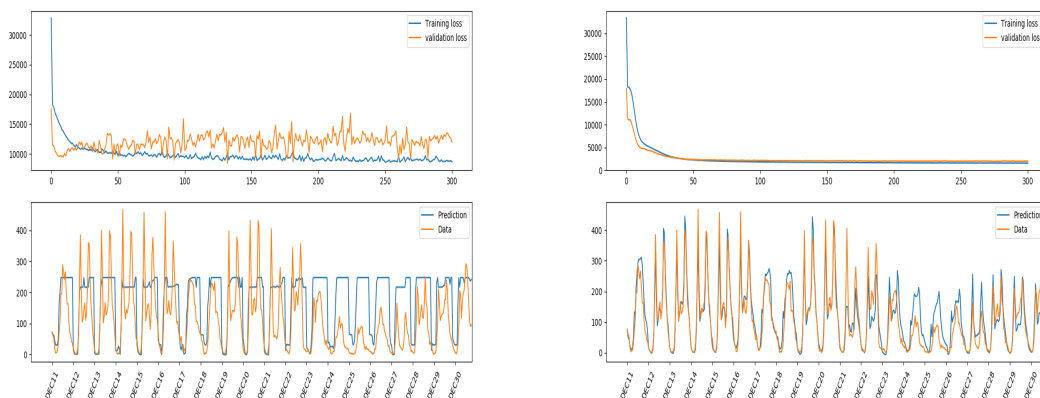 Training loss
validation loss
30000
25000
20000
15000
10000
0
50
100
150
200
250
300
Prediction
Data
400
300
200
100
0
DEC11
DEC12
DEC13
DEC14
DEC15
DEC16
DEC17
DEC18
DEC19
DEC20
DEC21
DEC22
DEC23
DEC24
DEC25
DEC26
DEC27
DEC28
DEC29
DEC30
Training loss
validation loss
30000
25000
20000
15000
10000
5000
0
0
50
100
150
200
250
300
Prediction
Data
400
300
200
100
0
DEC11
DEC12
DEC13
DEC14
DEC15
DEC16
DEC17
DEC18
DEC19
DEC20
DEC21
DEC22
DEC23
DEC24
DEC25
DEC26
DEC27
DEC28
DEC29
DEC30